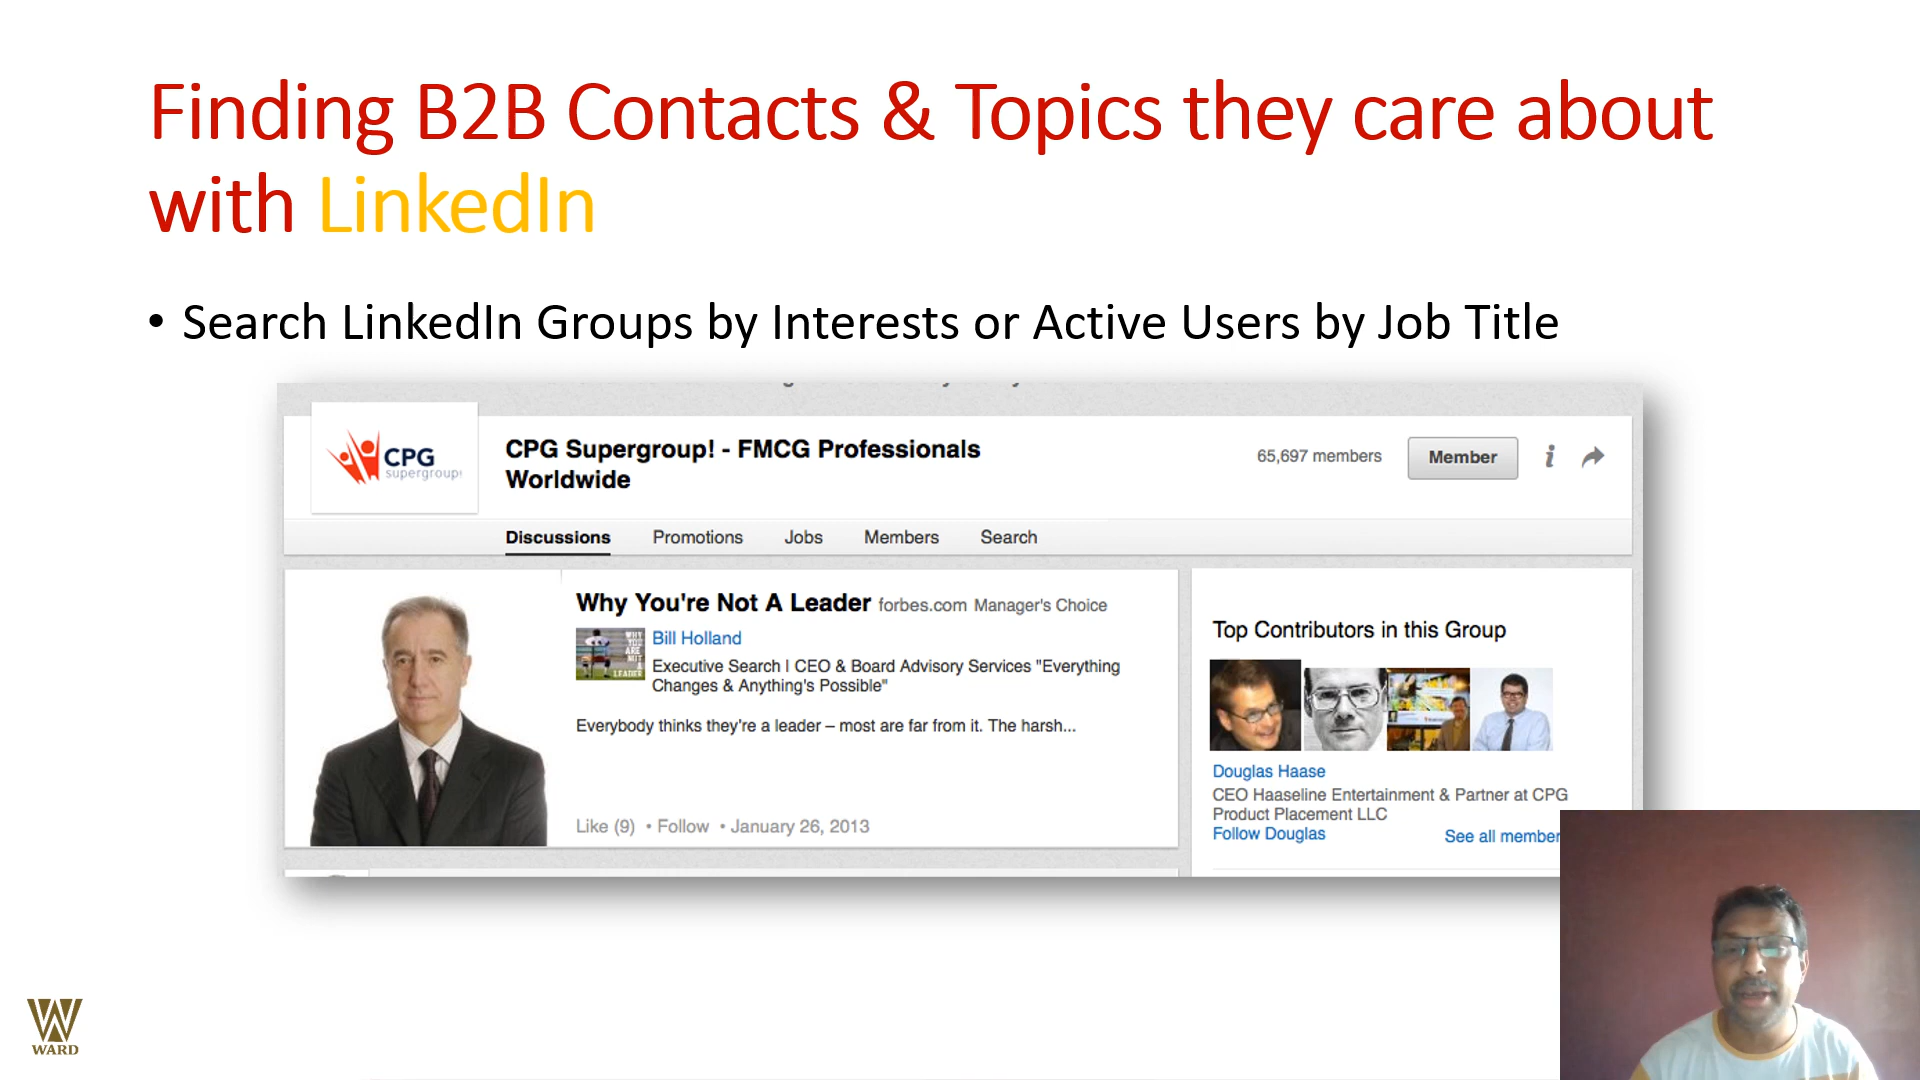 Finding B2B Contacts & Topics they care about
with LinkedIn
• Search LinkedIn Groups by Interests or Active Users by Job Title
CPG
supergroup!
CPG Supergroup! - FMCG Professionals
Worldwide
65,697 members
Member
i
Discussions Promotions Jobs Members Search
Why You're Not A Leader forbes.com Manager's Choice
WHY
YOU
ARE
NOT
A
LEADER
Bill Holland
Executive Search | CEO & Board Advisory Services "Everything
Changes & Anything's Possible"
Everybody thinks they're a leader – most are far from it. The harsh...
Like (9) • Follow • January 26, 2013
Top Contributors in this Group
Douglas Haase
CEO Haaseline Entertainment & Partner at CPG
Product Placement LLC
Follow Douglas
See all member
WARD